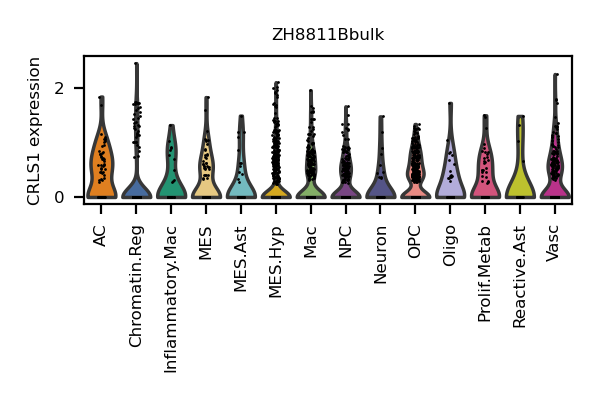 ZH8811Bbulk
CRLS1 expression
2
0
AC
Chromatin.Reg
Inflammatory.Mac
MES
MES.Ast
MES.Hyp
Mac
NPC
Neuron
OPC
Oligo
Prolif.Metab
Reactive.Ast
Vasc